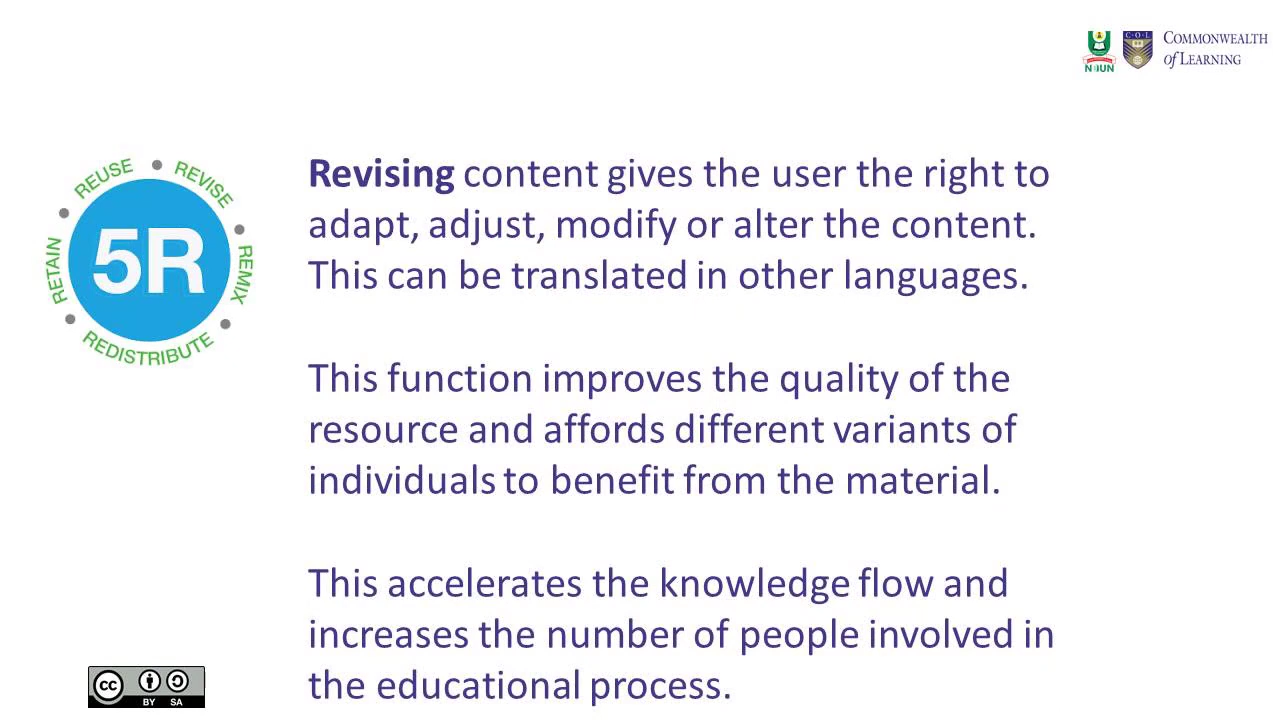 NOUN
C O L
COMMONWEALTH
of LEARNING
REUSE
REVISE
REMIX
REDISTRIBUTE
RETAIN
5R
Revising content gives the user the right to
adapt, adjust, modify or alter the content.
This can be translated in other languages.
This function improves the quality of the
resource and affords different variants of
individuals to benefit from the material.
This accelerates the knowledge flow and
increases the number of people involved in
the educational process.
cc
BY SA